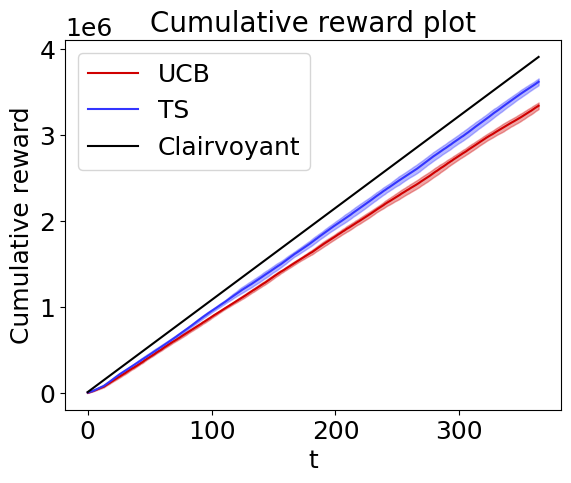 Cumulative reward plot
1e6
UCB
TS
Clairvoyant
4
3
2
1
0
Cumulative reward
0 100 200 300
t